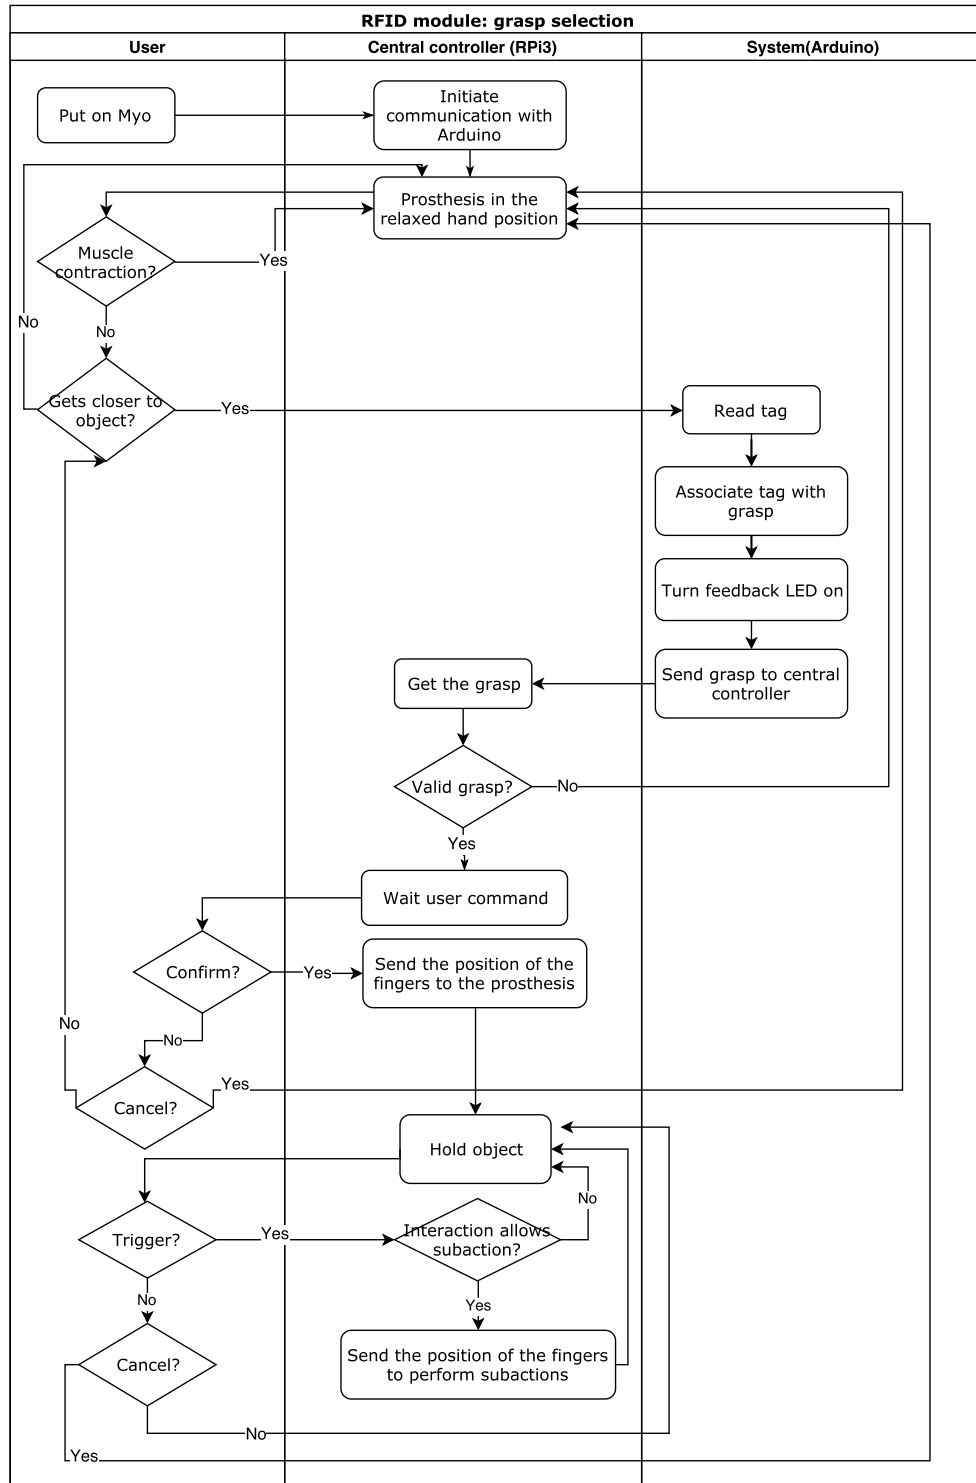 RFID module: grasp selection
User
Central controller (RPi3)
System(Arduino)
Put on Myo
Initiate
communication with
Arduino
Prosthesis in the
relaxed hand position
Muscle
contraction?
Yes
No
No
Gets closer to
object?
Yes
Read tag
Associate tag with
grasp
Turn feedback LED on
Send grasp to central
controller
Get the grasp
Valid grasp?
No
Yes
Wait user command
Confirm?
Yes
Send the position of the
fingers to the prosthesis
No
No
Cancel?
Yes
Hold object
No
Trigger?
Yes
Interaction allows
subaction?
No
Yes
Cancel?
Send the position of the fingers
to perform subactions
No
Yes